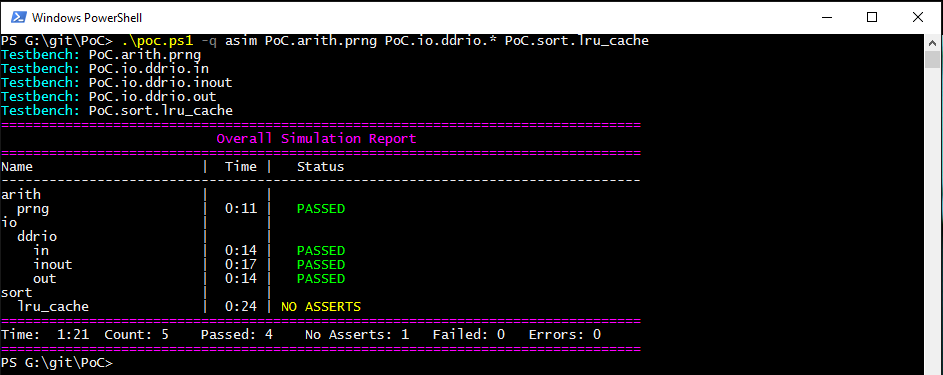 Windows PowerShell
PS G:\git\PoC> .\poc.ps1 -q asim PoC.arith.prng PoC.io.ddrio.* PoC.sort.lru_cache
Testbench: PoC.arith.prng
Testbench: PoC.io.ddrio.in
Testbench: PoC.io.ddrio.inout
Testbench: PoC.io.ddrio.out
Testbench: PoC.sort.lru_cache
================================================================================
Overall Simulation Report
================================================================================
Name                     |  Time |   Status
--------------------------------------------------------------------------------
arith                    |       |
  prng                   |  0:11 |   PASSED
io                       |       |
  ddrio                  |       |
    in                   |  0:14 |   PASSED
    inout                |  0:17 |   PASSED
    out                  |  0:14 |   PASSED
sort                     |       |
  lru_cache              |  0:24 | NO ASSERTS
================================================================================
Time:  1:21  Count: 5    Passed: 4    No Asserts: 1   Failed: 0   Errors: 0
================================================================================
PS G:\git\PoC>